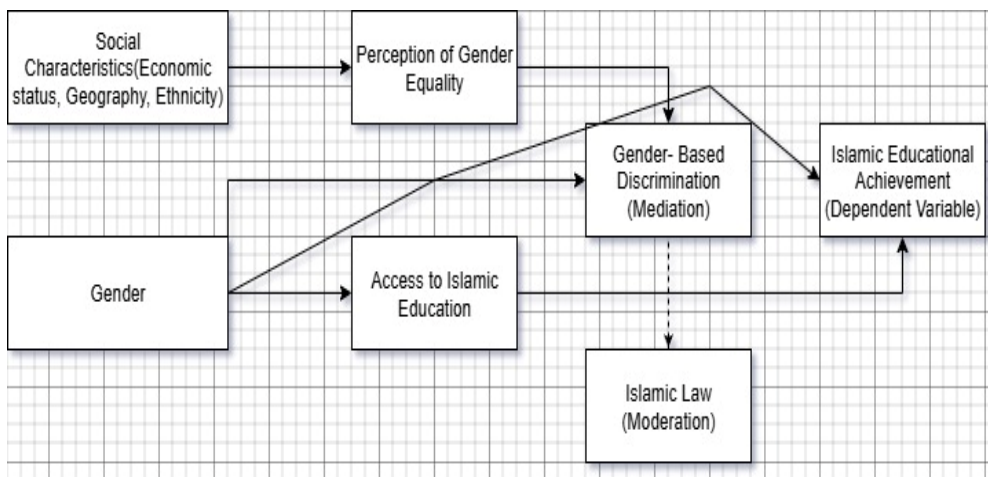 Social
Characteristics(Economic
status, Geography, Ethnicity)
Perception of Gender
Equality
Gender- Based
Discrimination
(Mediation)
Islamic Educational
Achievement
(Dependent Variable)
Gender
Access to Islamic
Education
Islamic Law
(Moderation)